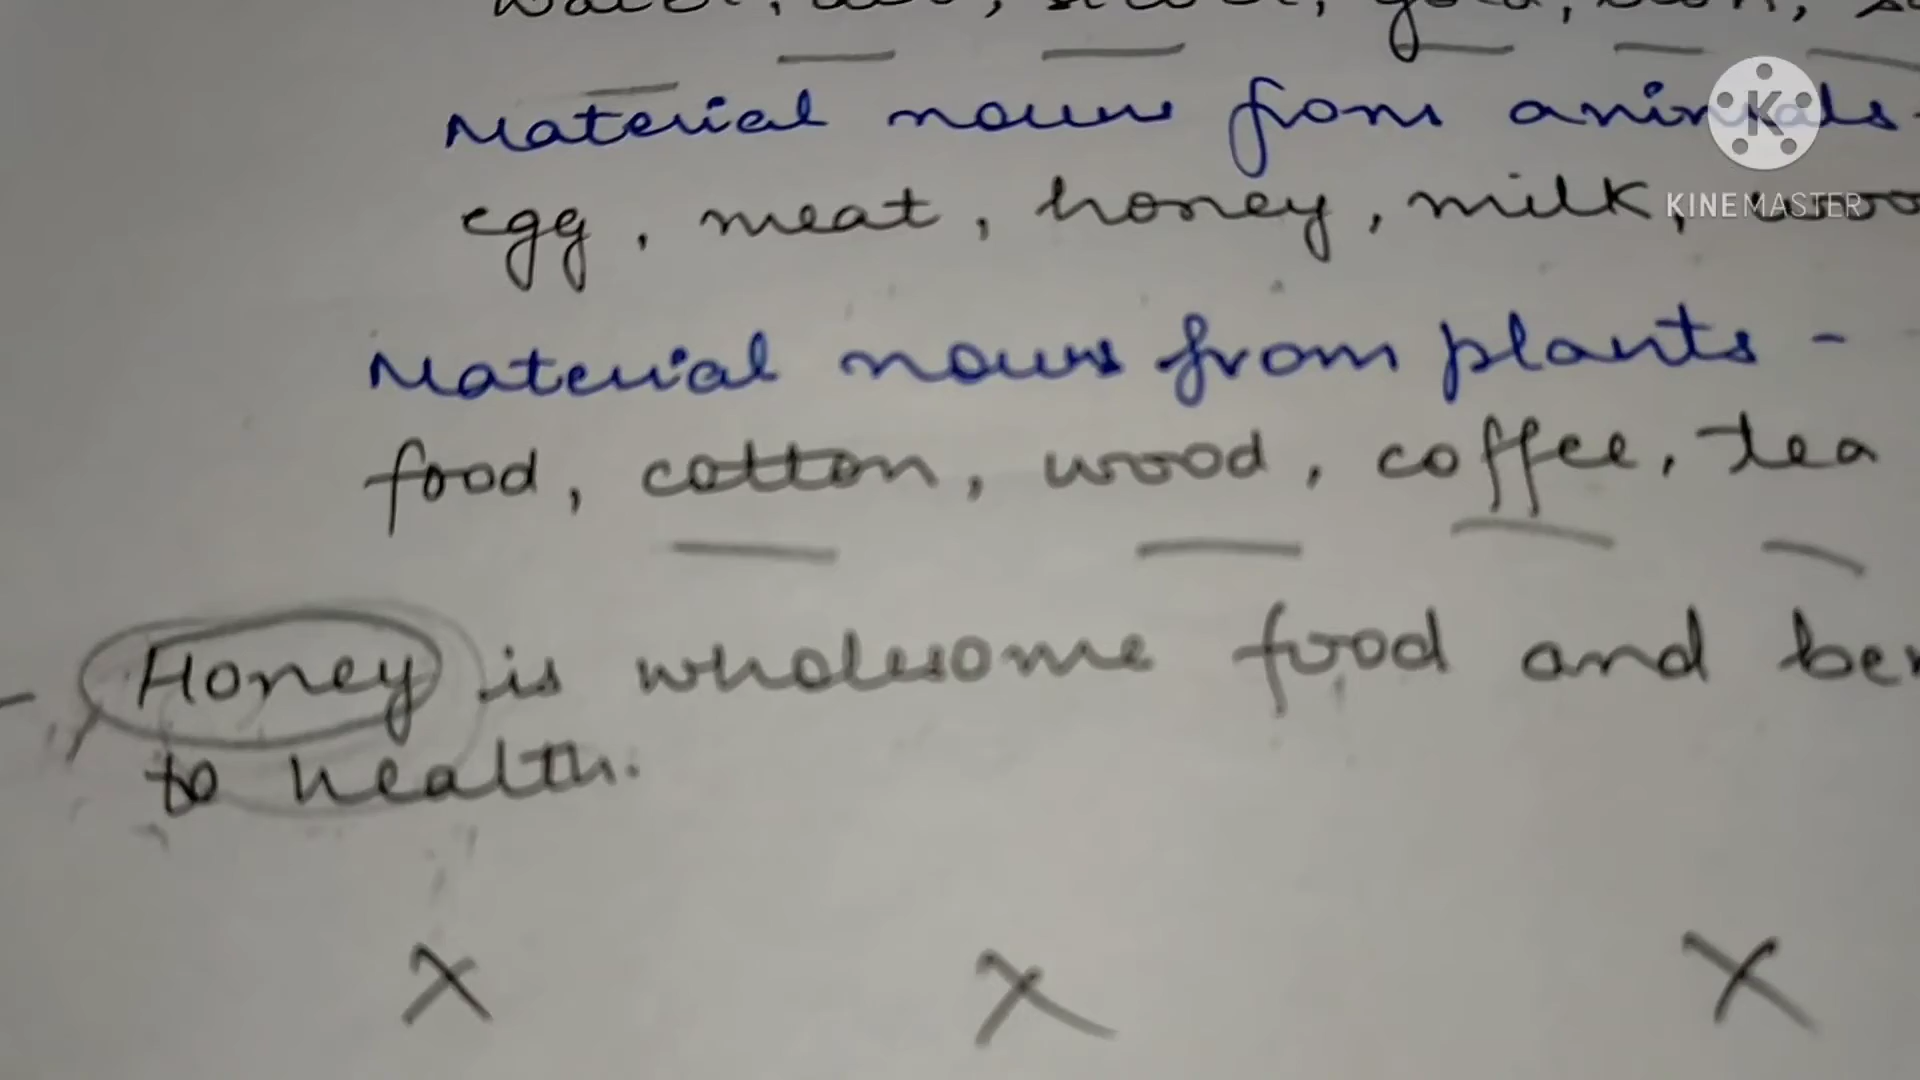 Material nouns from animals-
egg, meat, honey, milk,
KINEMASTER
Material nouns from plants -
food, cotton, wood, coffee, tea
Honey is wholesome food and
to health.
X X X